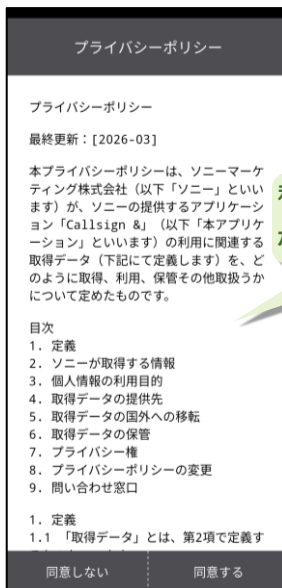 プライバシーポリシー
プライバシーポリシー
最終更新：[2026-03]
本プライバシーポリシーは、ソニーマーケ
ティング株式会社（以下「ソニー」といい
ます）が、ソニーの提供するアプリケーシ
ョン「Callsign &」（以下「本アプリケ
ーション」といいます）の利用に関連する
取得データ（下記にて定義します）を、ど
のように取得、利用、保管その他取扱うか
について定めたものです。
目次
1. 定義
2. ソニーが取得する情報
3. 個人情報の利用目的
4. 取得データの提供先
5. 取得データの国外への移転
6. 取得データの保管
7. プライバシー権
8. プライバシーポリシーの変更
9. 問い合わせ窓口
1. 定義
1.1 「取得データ」とは、第2項で定義す
同意しない
同意する